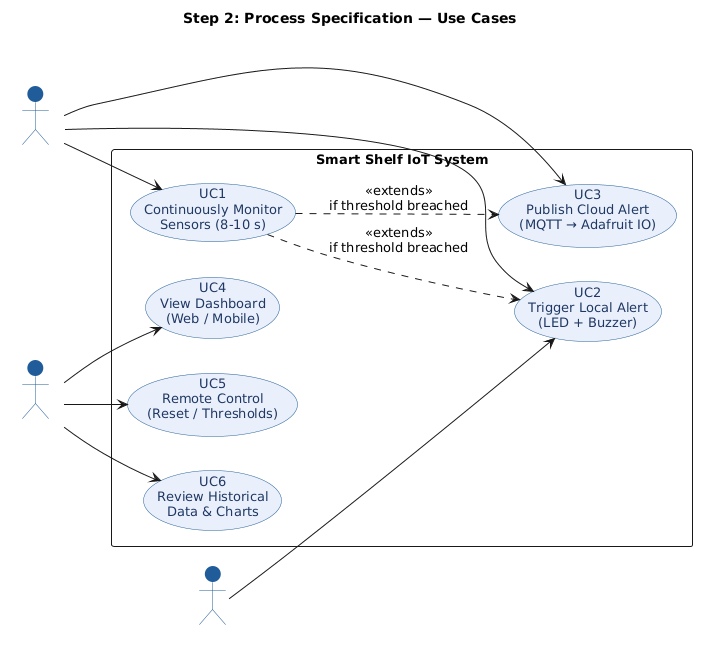 Step 2: Process Specification — Use Cases
Smart Shelf IoT System
UC1
Continuously Monitor
Sensors (8-10 s)
«extends»
if threshold breached
«extends»
if threshold breached
UC3
Publish Cloud Alert
(MQTT → Adafruit IO)
UC4
View Dashboard
(Web / Mobile)
UC2
Trigger Local Alert
(LED + Buzzer)
UC5
Remote Control
(Reset / Thresholds)
UC6
Review Historical
Data & Charts